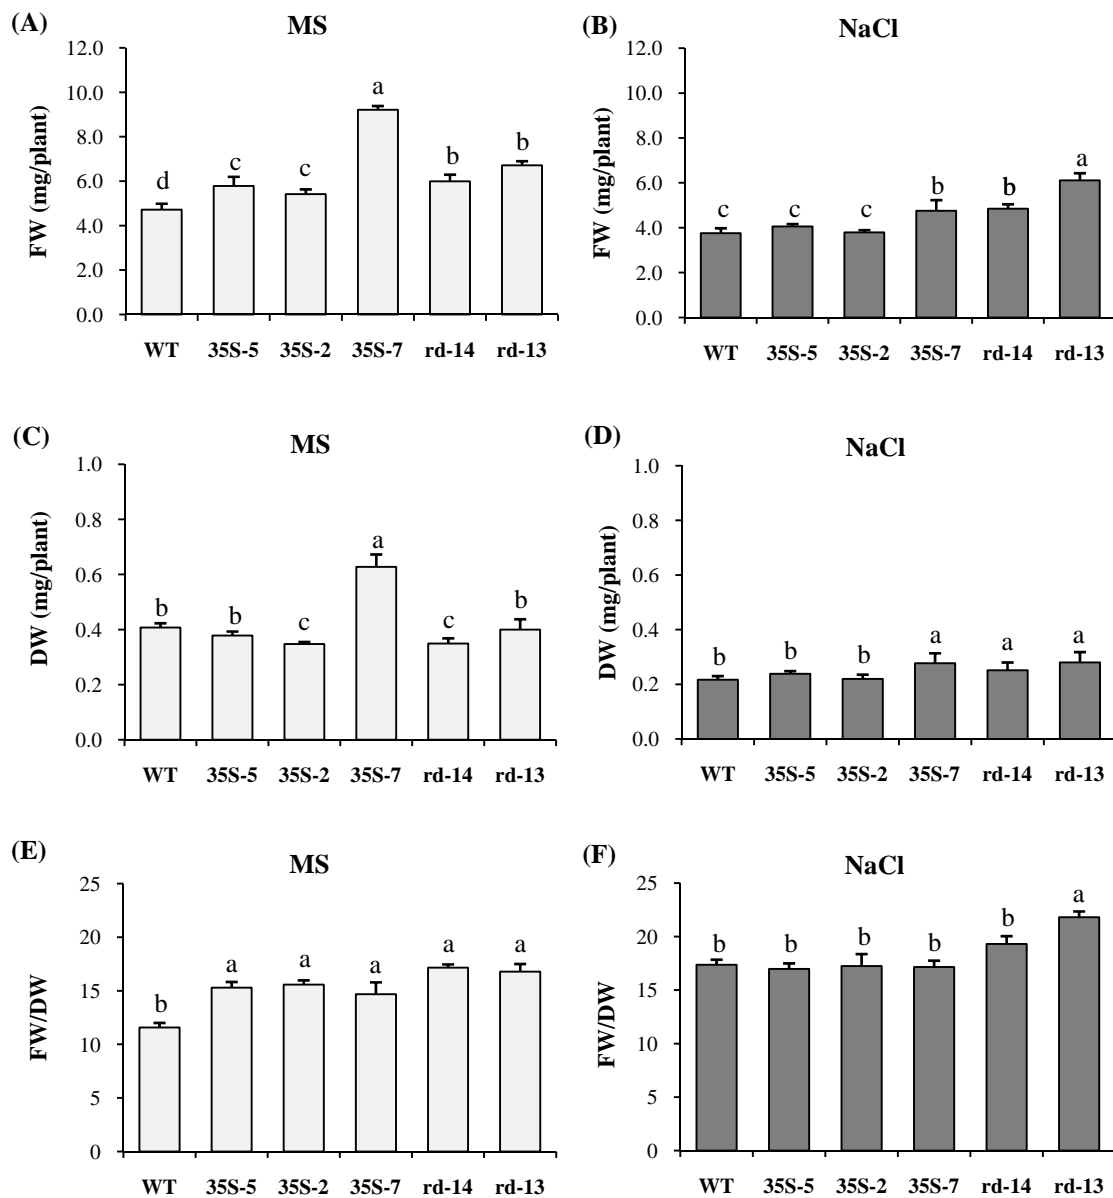 (A)
MS
12.0
10.0
8.0
6.0
4.0
2.0
0.0
FW (mg/plant)
d
c
c
a
b
b
WT 35S-5 35S-2 35S-7 rd-14 rd-13
(B)
NaCl
12.0
10.0
8.0
6.0
4.0
2.0
0.0
FW (mg/plant)
c
c
c
b
b
a
WT 35S-5 35S-2 35S-7 rd-14 rd-13
(C)
MS
1.0
0.8
0.6
0.4
0.2
0.0
DW (mg/plant)
b
b
c
a
c
b
WT 35S-5 35S-2 35S-7 rd-14 rd-13
(D)
NaCl
1.0
0.8
0.6
0.4
0.2
0.0
DW (mg/plant)
b
b
b
a
a
a
WT 35S-5 35S-2 35S-7 rd-14 rd-13
(E)
MS
25
20
15
10
5
0
FW/DW
b
a
a
a
a
a
WT 35S-5 35S-2 35S-7 rd-14 rd-13
(F)
NaCl
25
20
15
10
5
0
FW/DW
b
b
b
b
b
a
WT 35S-5 35S-2 35S-7 rd-14 rd-13